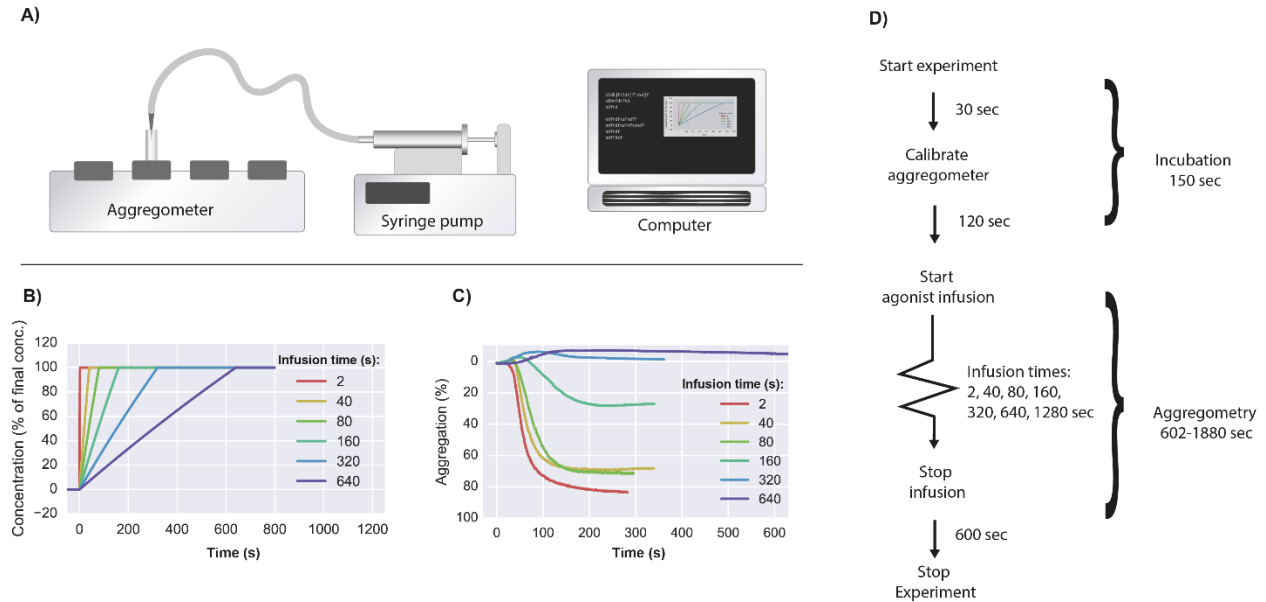 A)
Aggregometer
Syringe pump
Computer
B)
Concentration (% of final conc.)
120
100
80
60
40
20
0
−20
0 200 400 600 800 1000 1200
Time (s)
Infusion time (s):
2
40
80
160
320
640
C)
Aggregation (%)
0
20
40
60
80
100
0 100 200 300 400 500 600
Time (s)
Infusion time (s):
2
40
80
160
320
640
D)
Start experiment
30 sec
Calibrate
aggregometer
120 sec
Incubation
150 sec
Start
agonist infusion
Infusion times:
2, 40, 80, 160,
320, 640, 1280 sec
Aggregometry
602-1880 sec
Stop
infusion
600 sec
Stop
Experiment